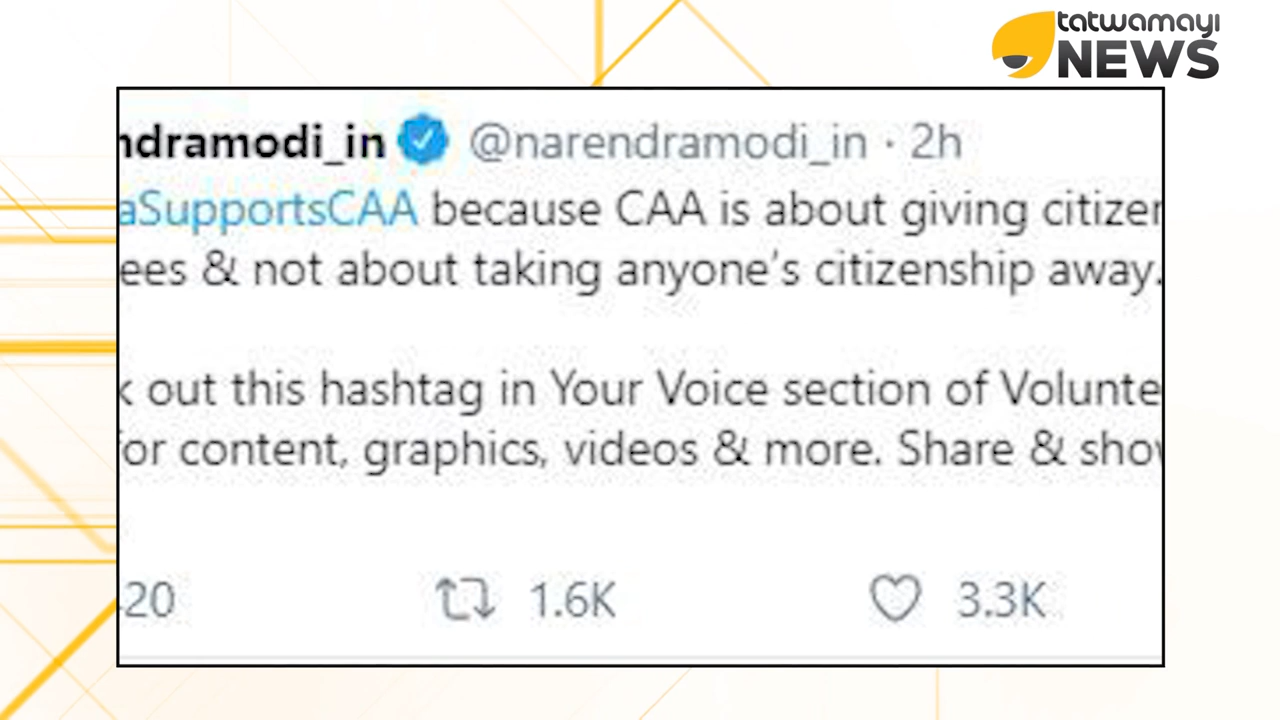 tatwamayi
NEWS
ndramodi_in @narendramodi_in · 2h
aSupportsCAA because CAA is about giving citizen
ees & not about taking anyone's citizenship away.
k out this hashtag in Your Voice section of Volunte
for content, graphics, videos & more. Share & show
20 1.6K 3.3K